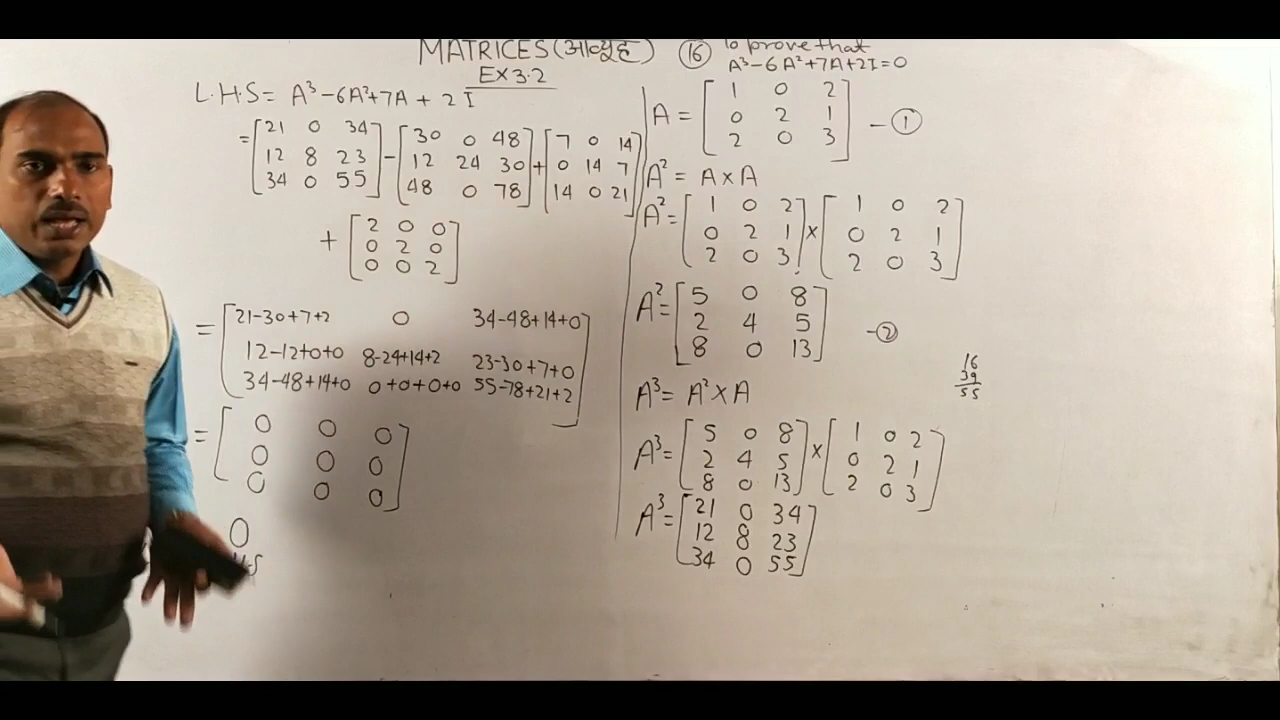 MATRICES (आव्यूह)
EX 3.2
(16) To prove that
A³-6A²+7A+2I=0
L.H.S = A³-6A²+7A + 2I
= [21 0 34] - [30 0 48] + [7 0 14]
[12 8 23] [12 24 30] [0 14 7]
[34 0 55] [48 0 78] [14 0 21]
+ [2 0 0]
[0 2 0]
[0 0 2]
= [21-30+7+2 0 34-48+14+0]
[12-12+0+0 8-24+14+2 23-30+7+0]
[34-48+14+0 0+0+0+0 55-78+21+2]
= [0 0 0]
[0 0 0]
[0 0 0]
0
A = [1 0 2]
[0 2 1] - (1)
[2 0 3]
A² = A x A
A² = [1 0 2] x [1 0 2]
[0 2 1] [0 2 1]
[2 0 3] [2 0 3]
A² = [5 0 8]
[2 4 5] - (2)
[8 0 13]
A³ = A² x A
A³ = [5 0 8] x [1 0 2]
[2 4 5] [0 2 1]
[8 0 13] [2 0 3]
A³ = [21 0 34]
[12 8 23]
[34 0 55]
16
39
55